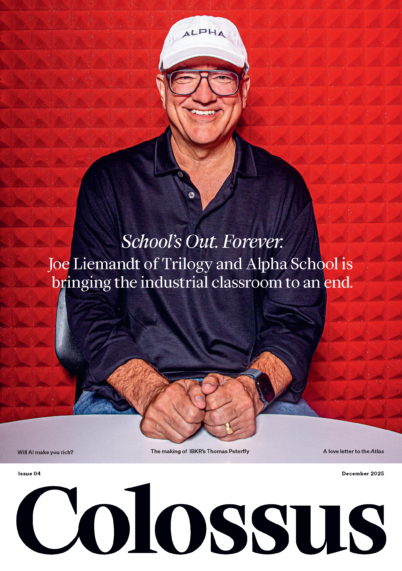 ALPHA
School's Out. Forever.
Joe Liemandt of Trilogy and Alpha School is
bringing the industrial classroom to an end.
Will AI make you rich?
The making of IBKR's Thomas Peterffy
A love letter to the Atlas
Issue 04
December 2025
Colossus